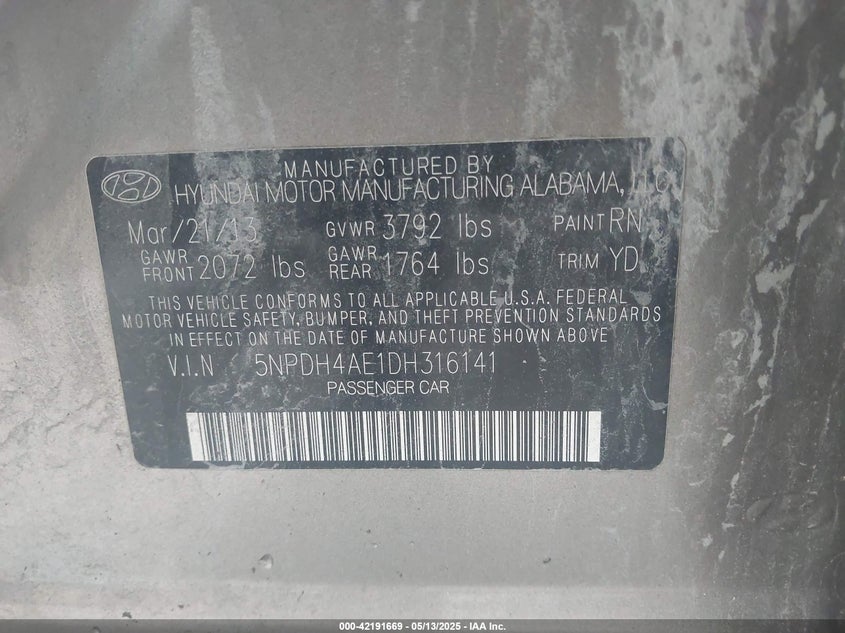 MANUFACTURED BY
HYUNDAI MOTOR MANUFACTURING ALABAMA, LLC
Mar/21/13 GVWR 3792 lbs PAINT RN
GAWR FRONT 2072 lbs GAWR REAR 1764 lbs TRIM YD
THIS VEHICLE CONFORMS TO ALL APPLICABLE U.S.A. FEDERAL
MOTOR VEHICLE SAFETY, BUMPER, AND THEFT PREVENTION STANDARDS
IN EFFECT ON THE DATE OF MANUFACTURE SHOWN ABOVE
V.I.N 5NPDH4AE1DH316141
PASSENGER CAR
000-42191669 - 05/13/2025 - IAA Inc.